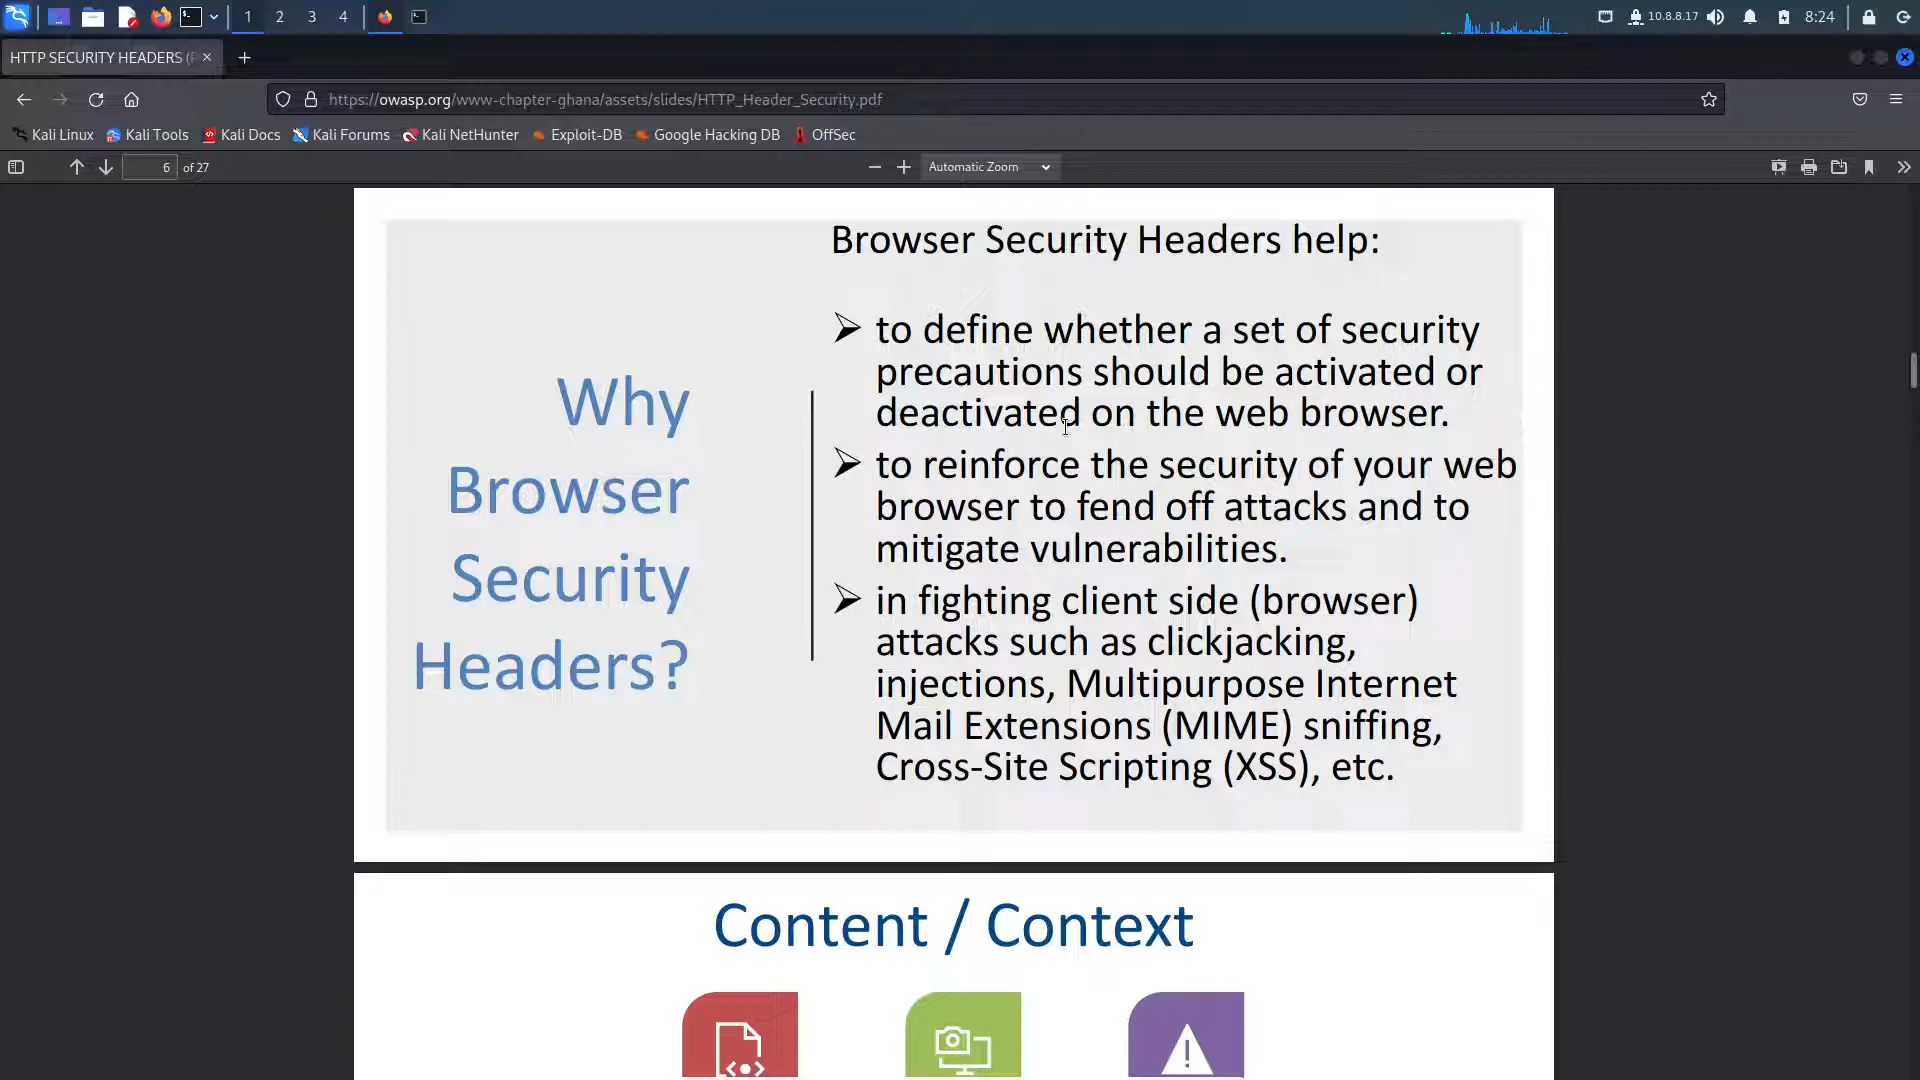 1 2 3 4 10.8.8.17 8:24
HTTP SECURITY HEADERS (
https://owasp.org/www-chapter-ghana/assets/slides/HTTP_Header_Security.pdf
Kali Linux Kali Tools Kali Docs Kali Forums Kali NetHunter Exploit-DB Google Hacking DB OffSec
6 of 27 Automatic Zoom
Why
Browser
Security
Headers?
Browser Security Headers help:
to define whether a set of security
precautions should be activated or
deactivated on the web browser.
to reinforce the security of your web
browser to fend off attacks and to
mitigate vulnerabilities.
in fighting client side (browser)
attacks such as clickjacking,
injections, Multipurpose Internet
Mail Extensions (MIME) sniffing,
Cross-Site Scripting (XSS), etc.
Content / Context